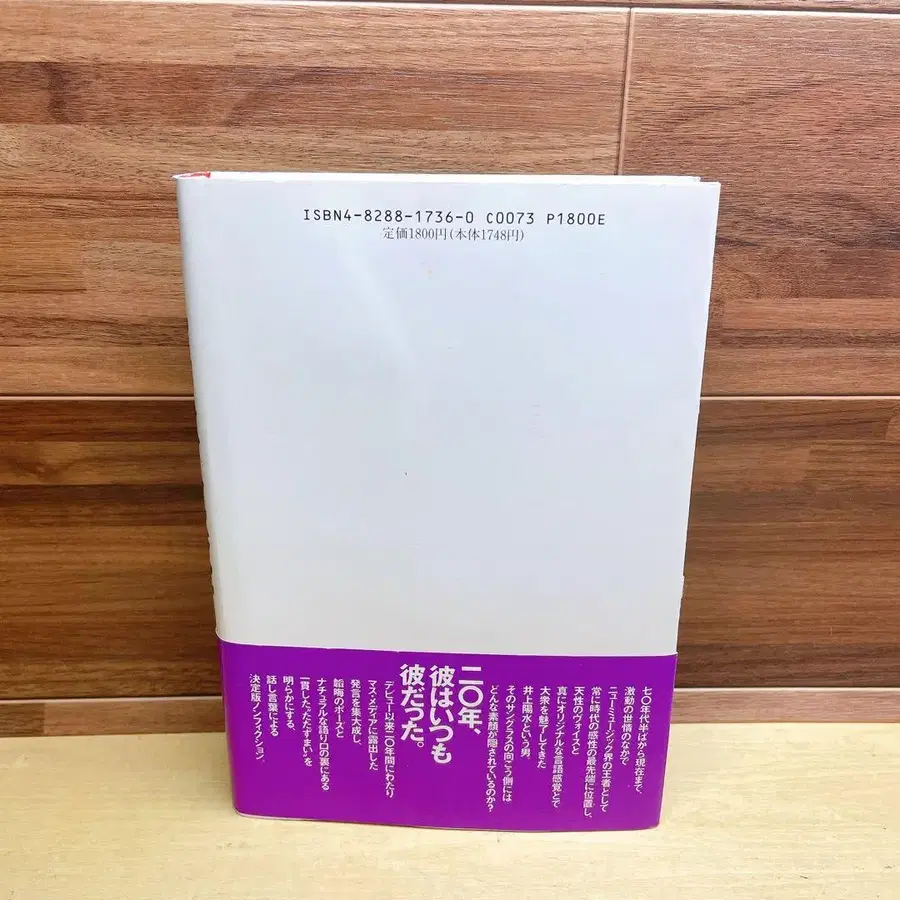 ISBN4-8288-1736-0 C0073 P1800E
定価1800円(本体1748円)
七〇年代半ばから現在まで、
激動の世情のなかで
ニューミュージック界の王者として
常に時代の感性の最先端に位置し、
天性のヴォイスと
真にオリジナルな言語感覚とで
大衆を魅了してきた
井上陽水という男。
そのサングラスの向こう側には
どんな素顔が隠されているのか?
二〇年、
彼はいつも
彼だった。
デビュー以来二〇年間にわたり
マス・メディアに露出した
発言を集大成し、
韜晦のポーズと
ナチュラルな語り口の裏にある
一貫した“たたずまい”を
明らかにする、
話し言葉による
決定版ノンフィクション。